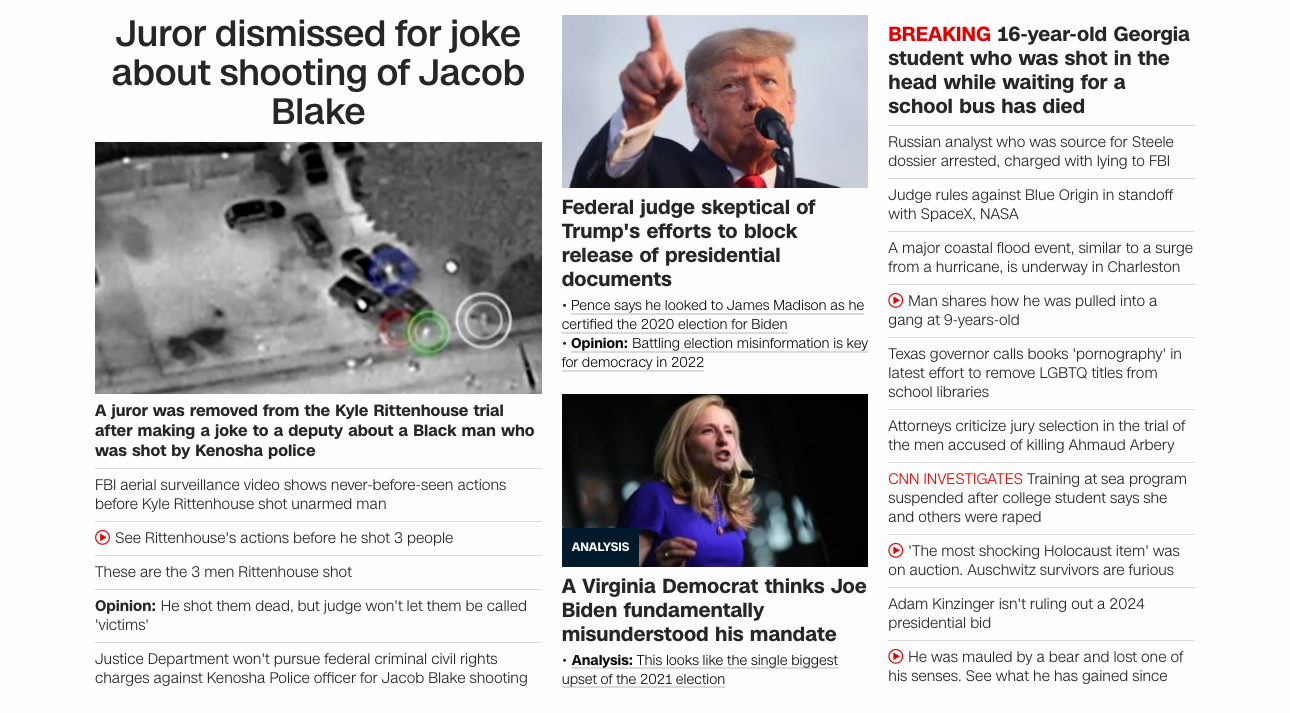 Juror dismissed for joke
about shooting of Jacob
Blake
A juror was removed from the Kyle Rittenhouse trial
after making a joke to a deputy about a Black man who
was shot by Kenosha police
FBI aerial surveillance video shows never-before-seen actions
before Kyle Rittenhouse shot unarmed man
See Rittenhouse's actions before he shot 3 people
These are the 3 men Rittenhouse shot
Opinion: He shot them dead, but judge won't let them be called
'victims'
Justice Department won't pursue federal criminal civil rights
charges against Kenosha Police officer for Jacob Blake shooting
Federal judge skeptical of
Trump's efforts to block
release of presidential
documents
• Pence says he looked to James Madison as he
certified the 2020 election for Biden
• Opinion: Battling election misinformation is key
for democracy in 2022
ANALYSIS
A Virginia Democrat thinks Joe
Biden fundamentally
misunderstood his mandate
• Analysis: This looks like the single biggest
upset of the 2021 election
BREAKING 16-year-old Georgia
student who was shot in the
head while waiting for a
school bus has died
Russian analyst who was source for Steele
dossier arrested, charged with lying to FBI
Judge rules against Blue Origin in standoff
with SpaceX, NASA
A major coastal flood event, similar to a surge
from a hurricane, is underway in Charleston
Man shares how he was pulled into a
gang at 9-years-old
Texas governor calls books 'pornography' in
latest effort to remove LGBTQ titles from
school libraries
Attorneys criticize jury selection in the trial of
the men accused of killing Ahmaud Arbery
CNN INVESTIGATES Training at sea program
suspended after college student says she
and others were raped
'The most shocking Holocaust item' was
on auction. Auschwitz survivors are furious
Adam Kinzinger isn't ruling out a 2024
presidential bid
He was mauled by a bear and lost one of
his senses. See what he has gained since